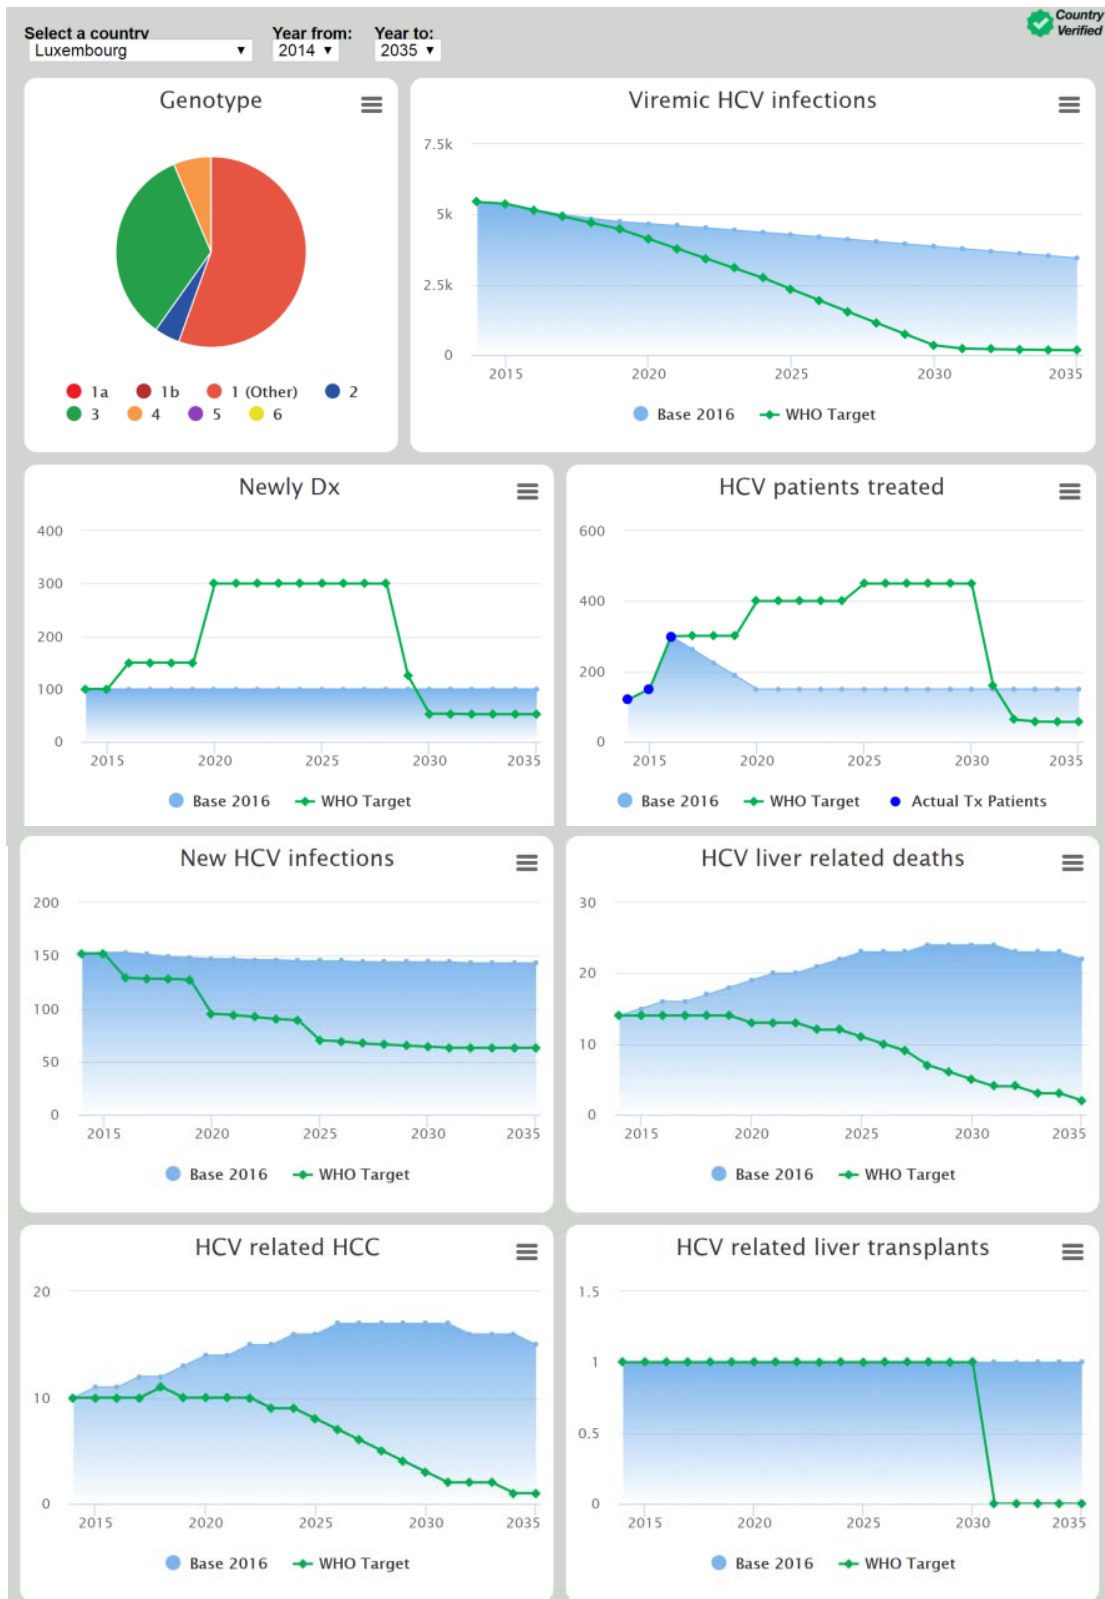 Select a country Year from: Year to:
Luxembourg 2014 2035
Country
Verified
Genotype
1a 1b 1 (Other) 2
3 4 5 6
Viremic HCV infections
7.5k
5k
2.5k
0
2015 2020 2025 2030 2035
Base 2016 WHO Target
Newly Dx
400
300
200
100
0
2015 2020 2025 2030 2035
Base 2016 WHO Target
HCV patients treated
600
400
200
0
2015 2020 2025 2030 2035
Base 2016 WHO Target Actual Tx Patients
New HCV infections
200
150
100
50
0
2015 2020 2025 2030 2035
Base 2016 WHO Target
HCV liver related deaths
30
20
10
0
2015 2020 2025 2030 2035
Base 2016 WHO Target
HCV related HCC
20
10
0
2015 2020 2025 2030 2035
Base 2016 WHO Target
HCV related liver transplants
1.5
1
0.5
0
2015 2020 2025 2030 2035
Base 2016 WHO Target